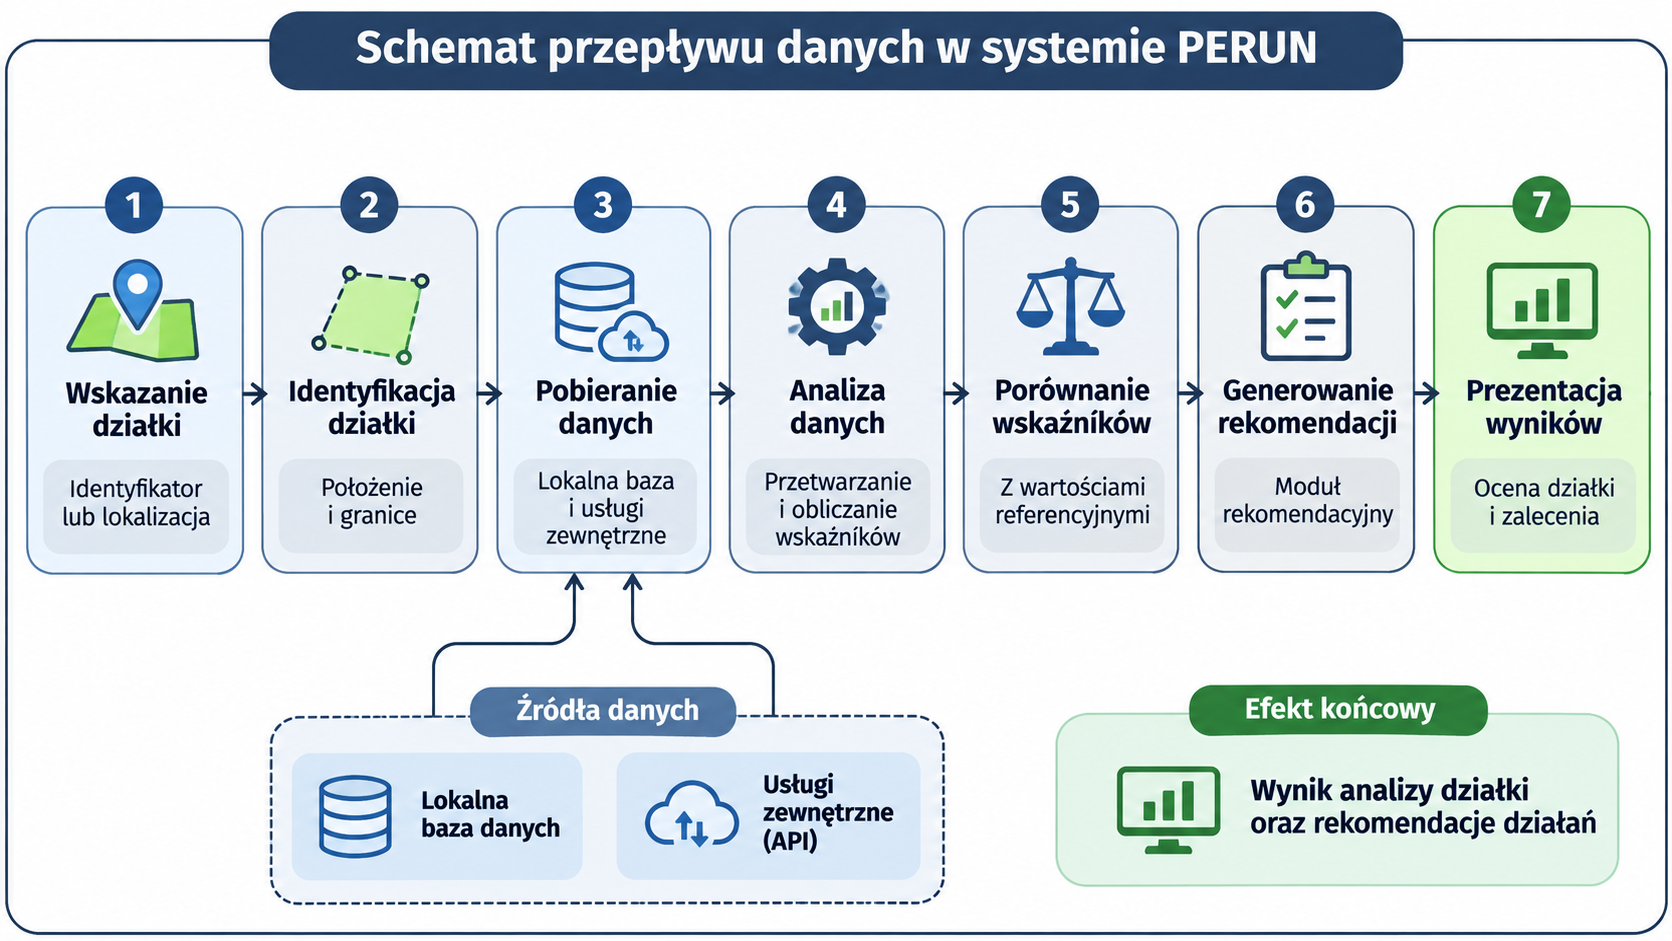 Schemat przepływu danych w systemie PERUN
1
Wskazanie
działki
Identyfikator
lub lokalizacja
2
Identyfikacja
działki
Położenie
i granice
3
Pobieranie
danych
Lokalna baza
i usługi
zewnętrzne
4
Analiza
danych
Przetwarzanie
i obliczanie
wskaźników
5
Porównanie
wskaźników
Z wartościami
referencyjnymi
6
Generowanie
rekomendacji
Moduł
rekomendacyjny
7
Prezentacja
wyników
Ocena działki
i zalecenia
Źródła danych
Lokalna
baza danych
Usługi
zewnętrzne
(API)
Efekt końcowy
Wynik analizy działki
oraz rekomendacje działań